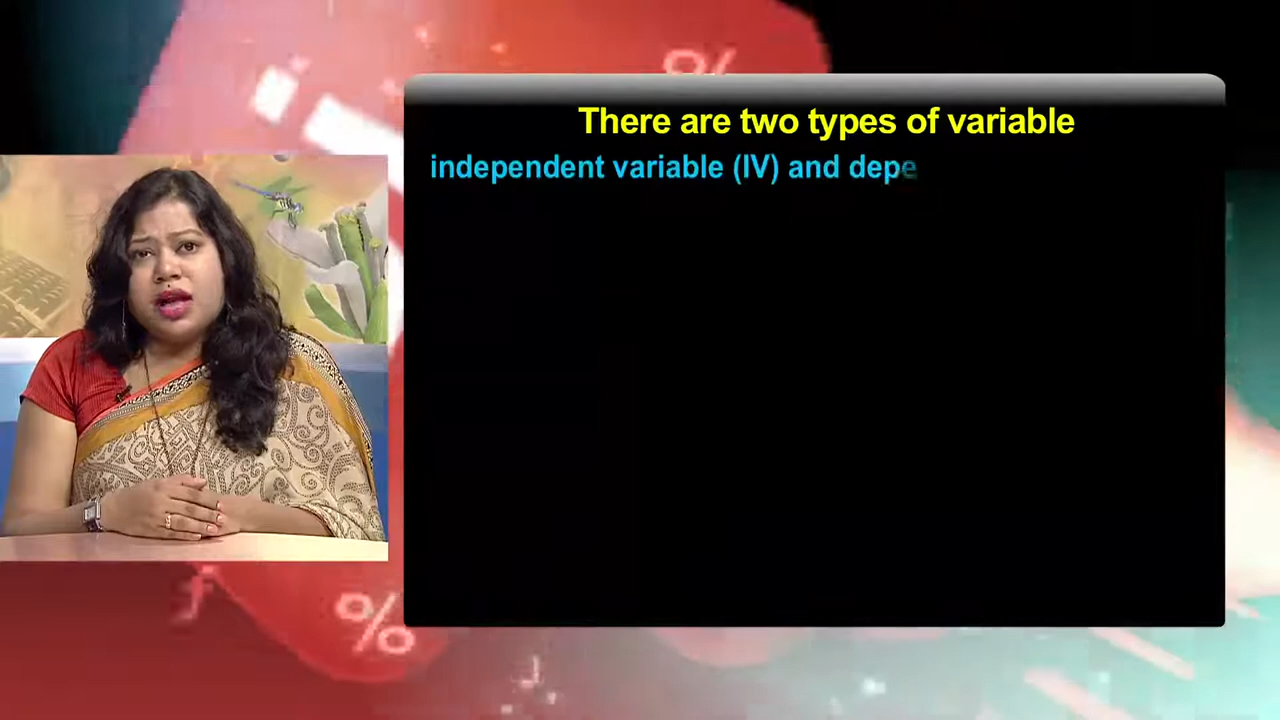 %
There are two types of variable
independent variable (IV) and depe
%